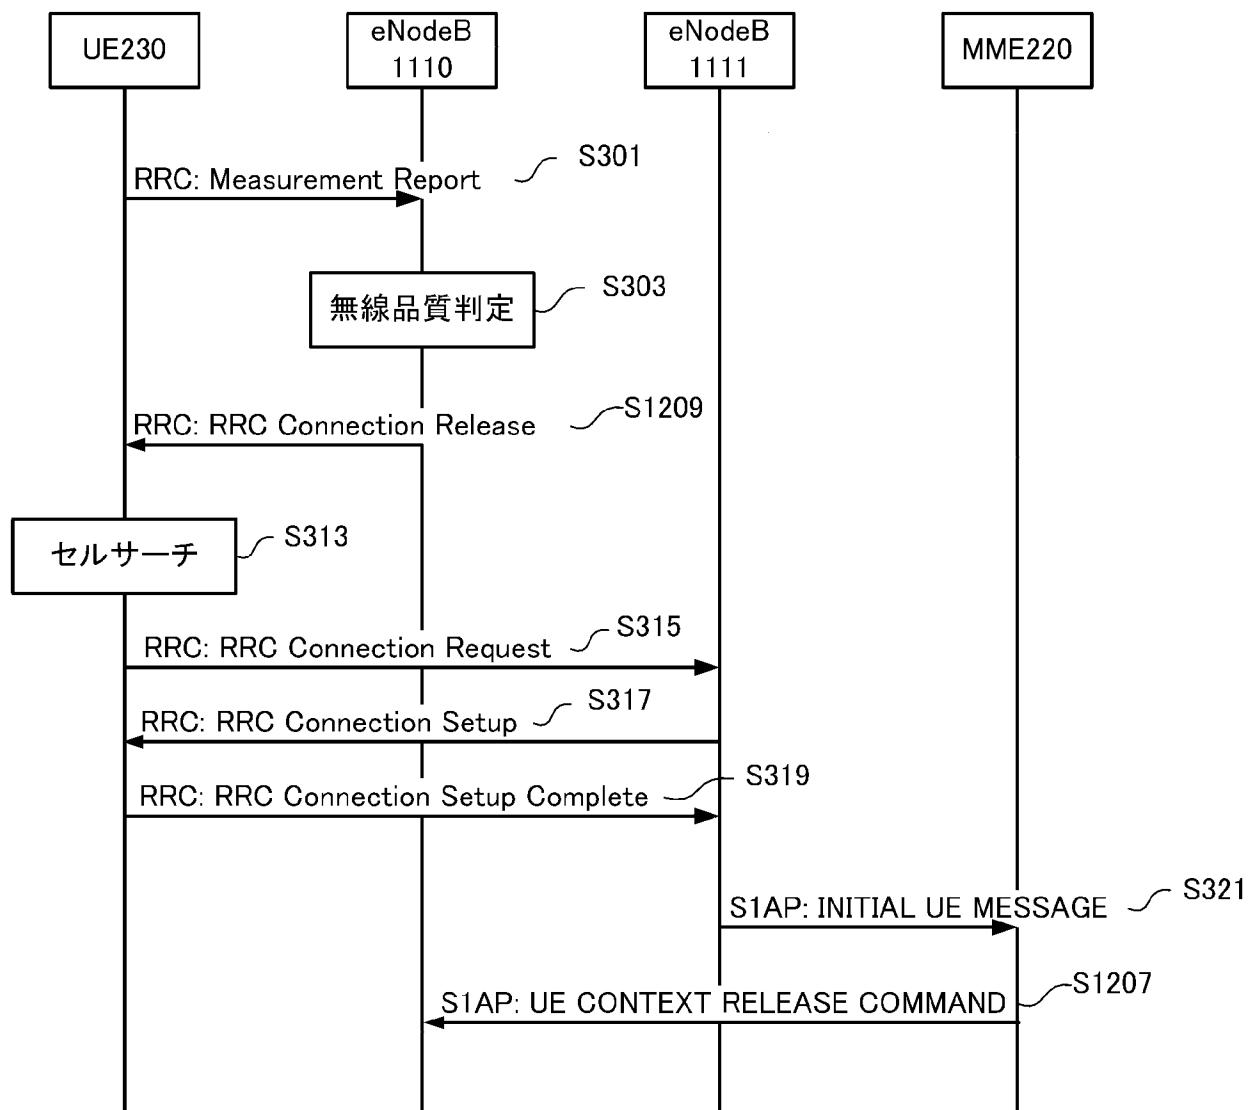 UE230
eNodeB
1110
eNodeB
1111
MME220
S301
RRC: Measurement Report
S303
無線品質判定
S1209
RRC: RRC Connection Release
S313
セルサーチ
S315
RRC: RRC Connection Request
S317
RRC: RRC Connection Setup
S319
RRC: RRC Connection Setup Complete
S321
S1AP: INITIAL UE MESSAGE
S1207
S1AP: UE CONTEXT RELEASE COMMAND